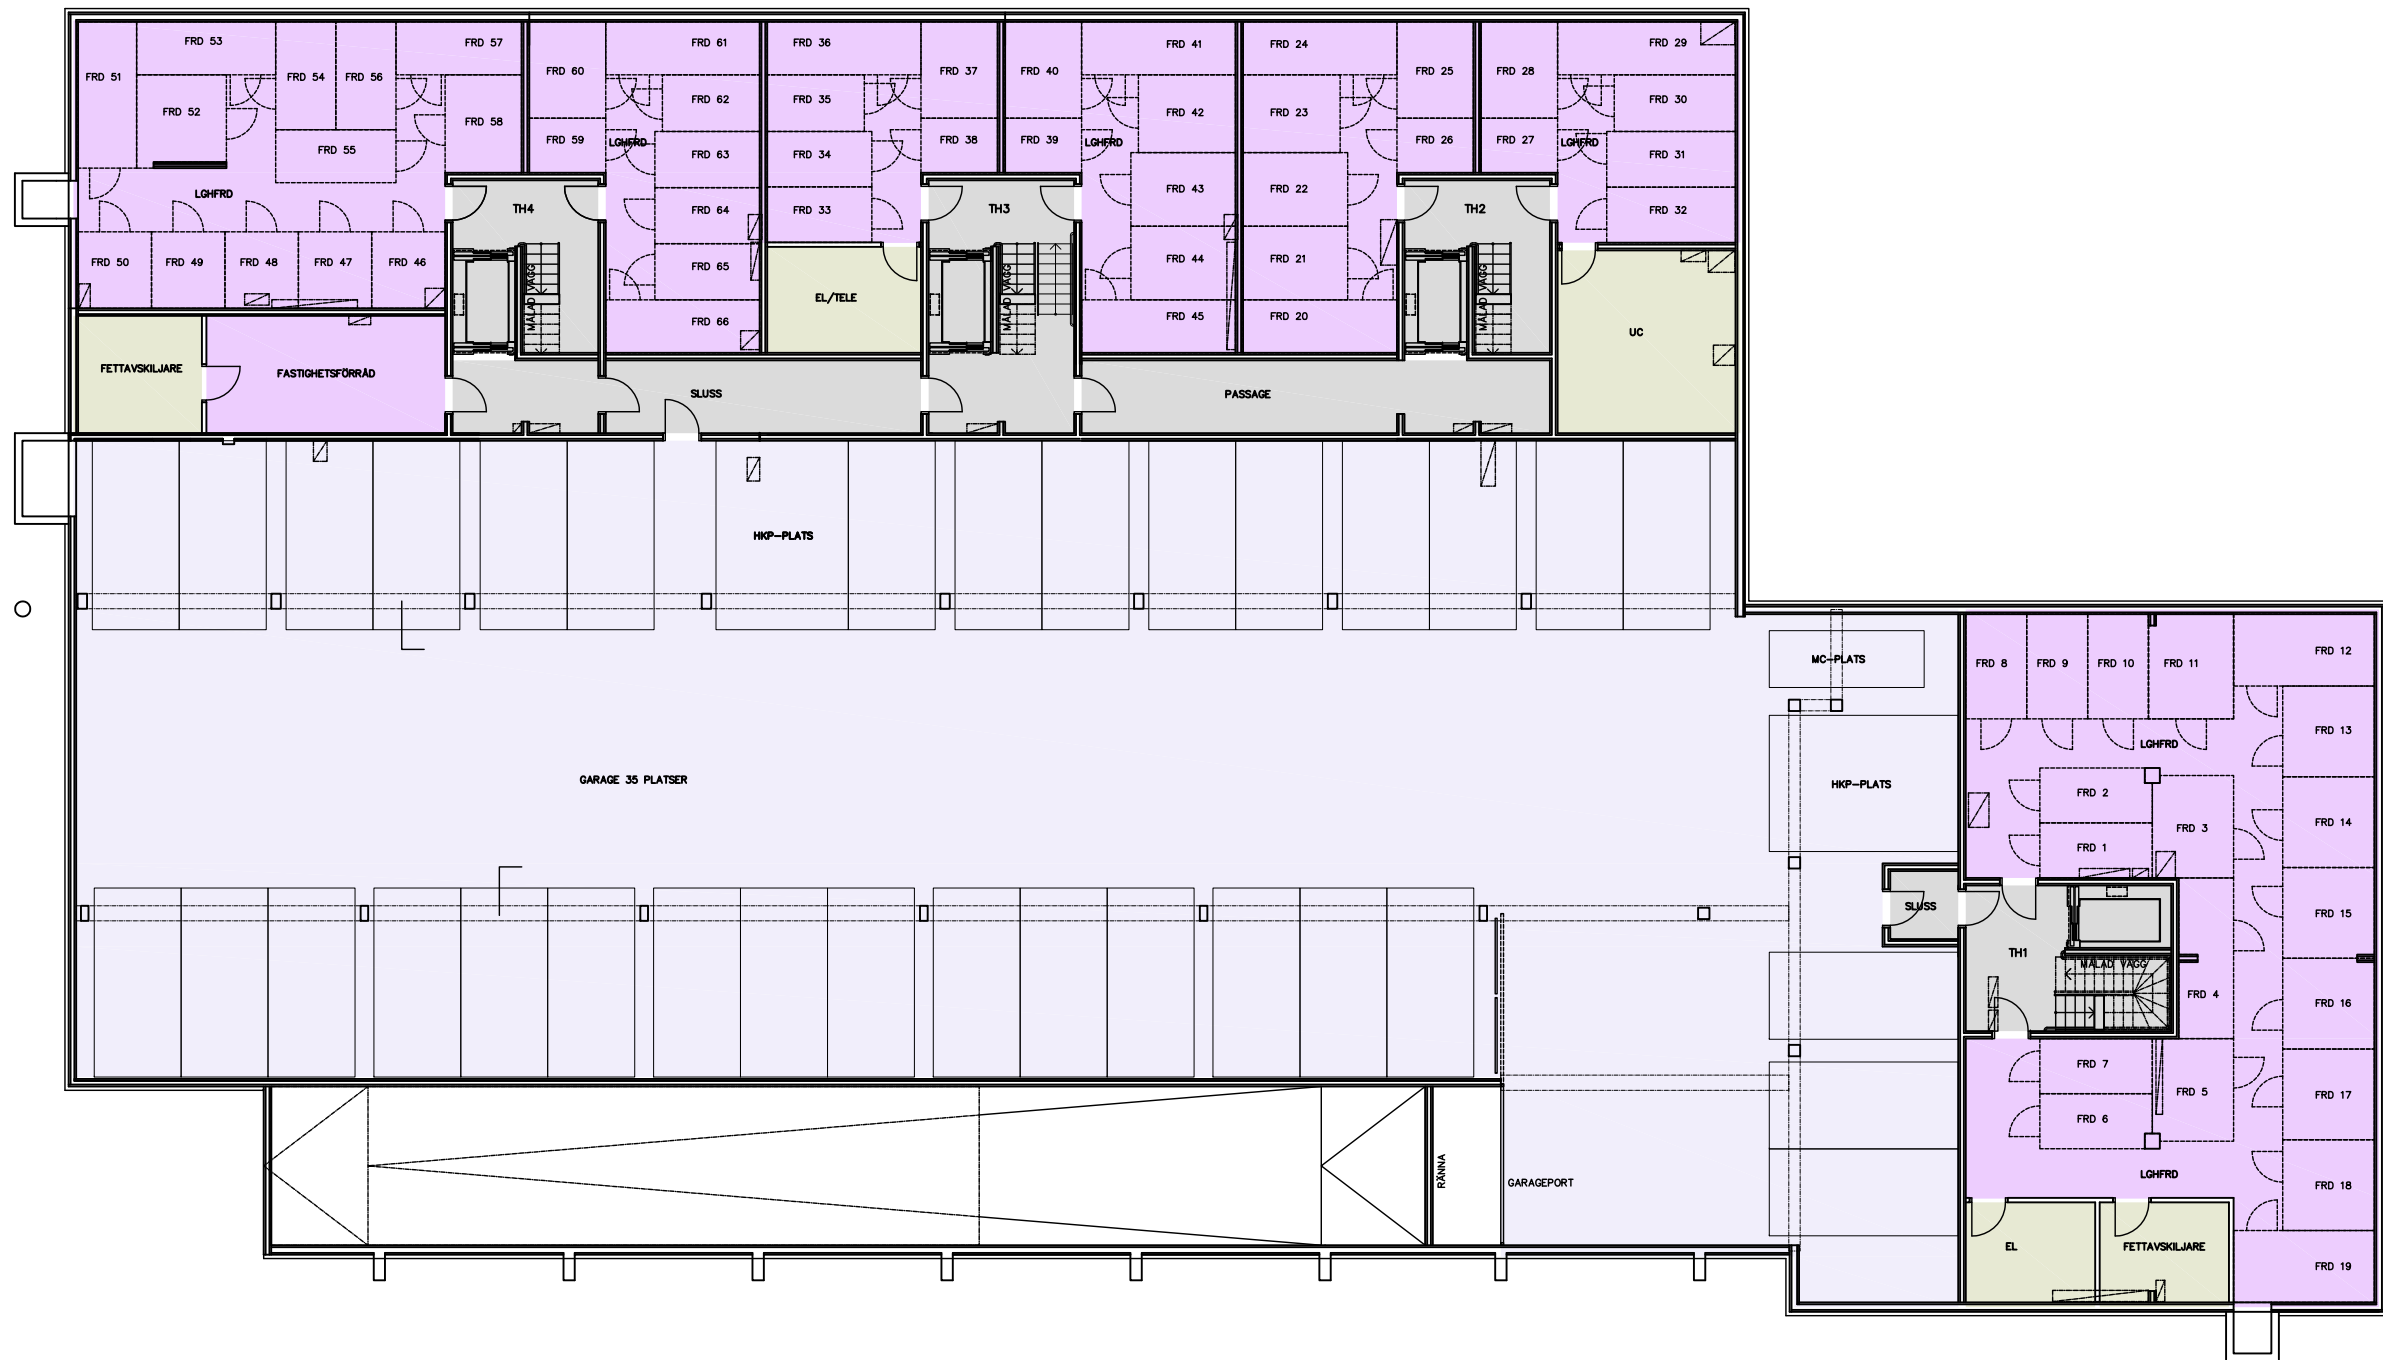 FRD 53
FRD 57
FRD 61
FRD 36
FRD 41
FRD 24
FRD 29
FRD 51
FRD 54
FRD 56
FRD 60
FRD 37
FRD 40
FRD 25
FRD 28
FRD 52
FRD 58
FRD 62
FRD 35
FRD 42
FRD 23
FRD 30
FRD 55
FRD 59
LGHFRD
FRD 63
FRD 34
FRD 38
FRD 39
LGHFRD
FRD 26
FRD 27
LGHFRD
FRD 31
LGHFRD
TH4
FRD 64
FRD 33
TH3
FRD 43
FRD 22
TH2
FRD 32
FRD 50
FRD 49
FRD 48
FRD 47
FRD 46
MÅLAD VÄGG
FRD 65
EL/TELE
MÅLAD VÄGG
FRD 44
FRD 21
MÅLAD VÄGG
FRD 66
FRD 45
FRD 20
UC
FETTAVSKILJARE
FASTIGHETSFÖRRÅD
SLUSS
PASSAGE
HKP-PLATS
MC-PLATS
FRD 8
FRD 9
FRD 10
FRD 11
FRD 12
LGHFRD
FRD 13
GARAGE 35 PLATSER
HKP-PLATS
FRD 2
FRD 1
FRD 3
FRD 14
SLUSS
FRD 15
TH1
MÅLAD VÄGG
FRD 4
FRD 16
FRD 7
FRD 6
FRD 5
FRD 17
RÄNNA
GARAGEPORT
LGHFRD
FRD 18
EL
FETTAVSKILJARE
FRD 19